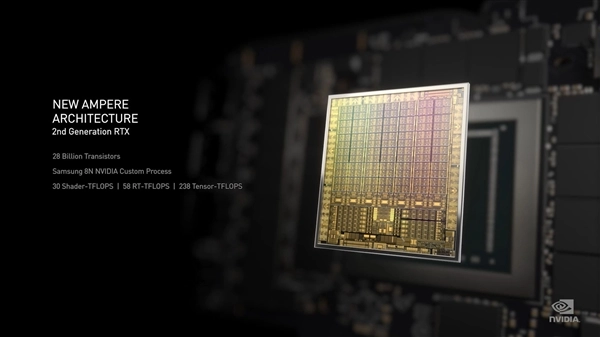 NEW AMPERE
ARCHITECTURE
2nd Generation RTX
28 Billion Transistors
Samsung 8N NVIDIA Custom Process
30 Shader-TFLOPS | 58 RT-TFLOPS | 238 Tensor-TFLOPS
NVIDIA